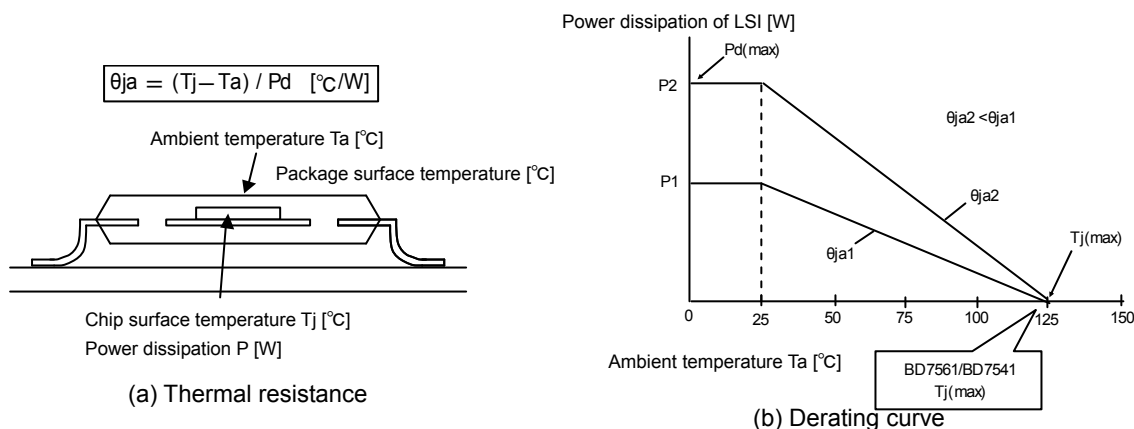 θja = (Tj−Ta) / Pd [℃/W]
Ambient temperature Ta [℃]
Package surface temperature [℃]
Chip surface temperature Tj [℃]
Power dissipation P [W]
(a) Thermal resistance
Power dissipation of LSI [W]
Pd(max)
P2
θja2 <θja1
P1
θja2
θja1
Tj(max)
0 25 50 75 100 125 150
Ambient temperature Ta [℃]
BD7561/BD7541
Tj(max)
(b) Derating curve